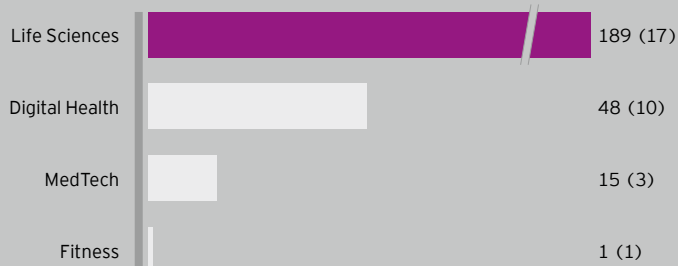 Life Sciences 189 (17)
Digital Health 48 (10)
MedTech 15 (3)
Fitness 1 (1)